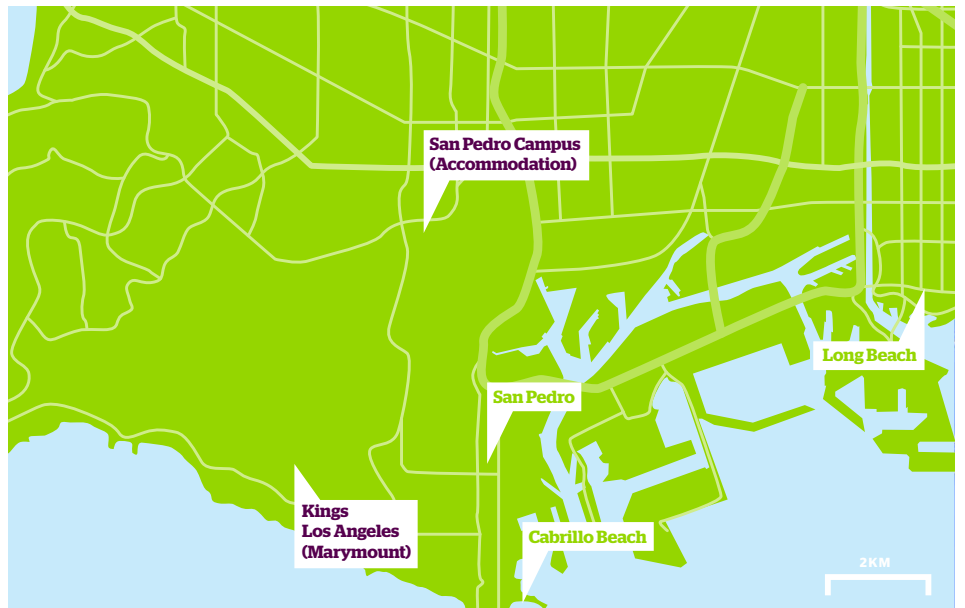 San Pedro Campus
(Accommodation)
Long Beach
San Pedro
Kings
Los Angeles
(Marymount)
Cabrillo Beach
2KM